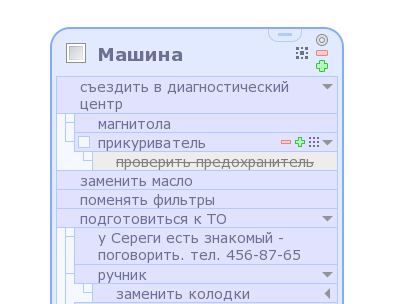 Машина
съездить в диагностический
центр
магнитола
прикуриватель
проверить предохранитель
заменить масло
поменять фильтры
подготовиться к ТО
у Сереги есть знакомый -
поговорить. тел. 456-87-65
ручник
заменить колодки